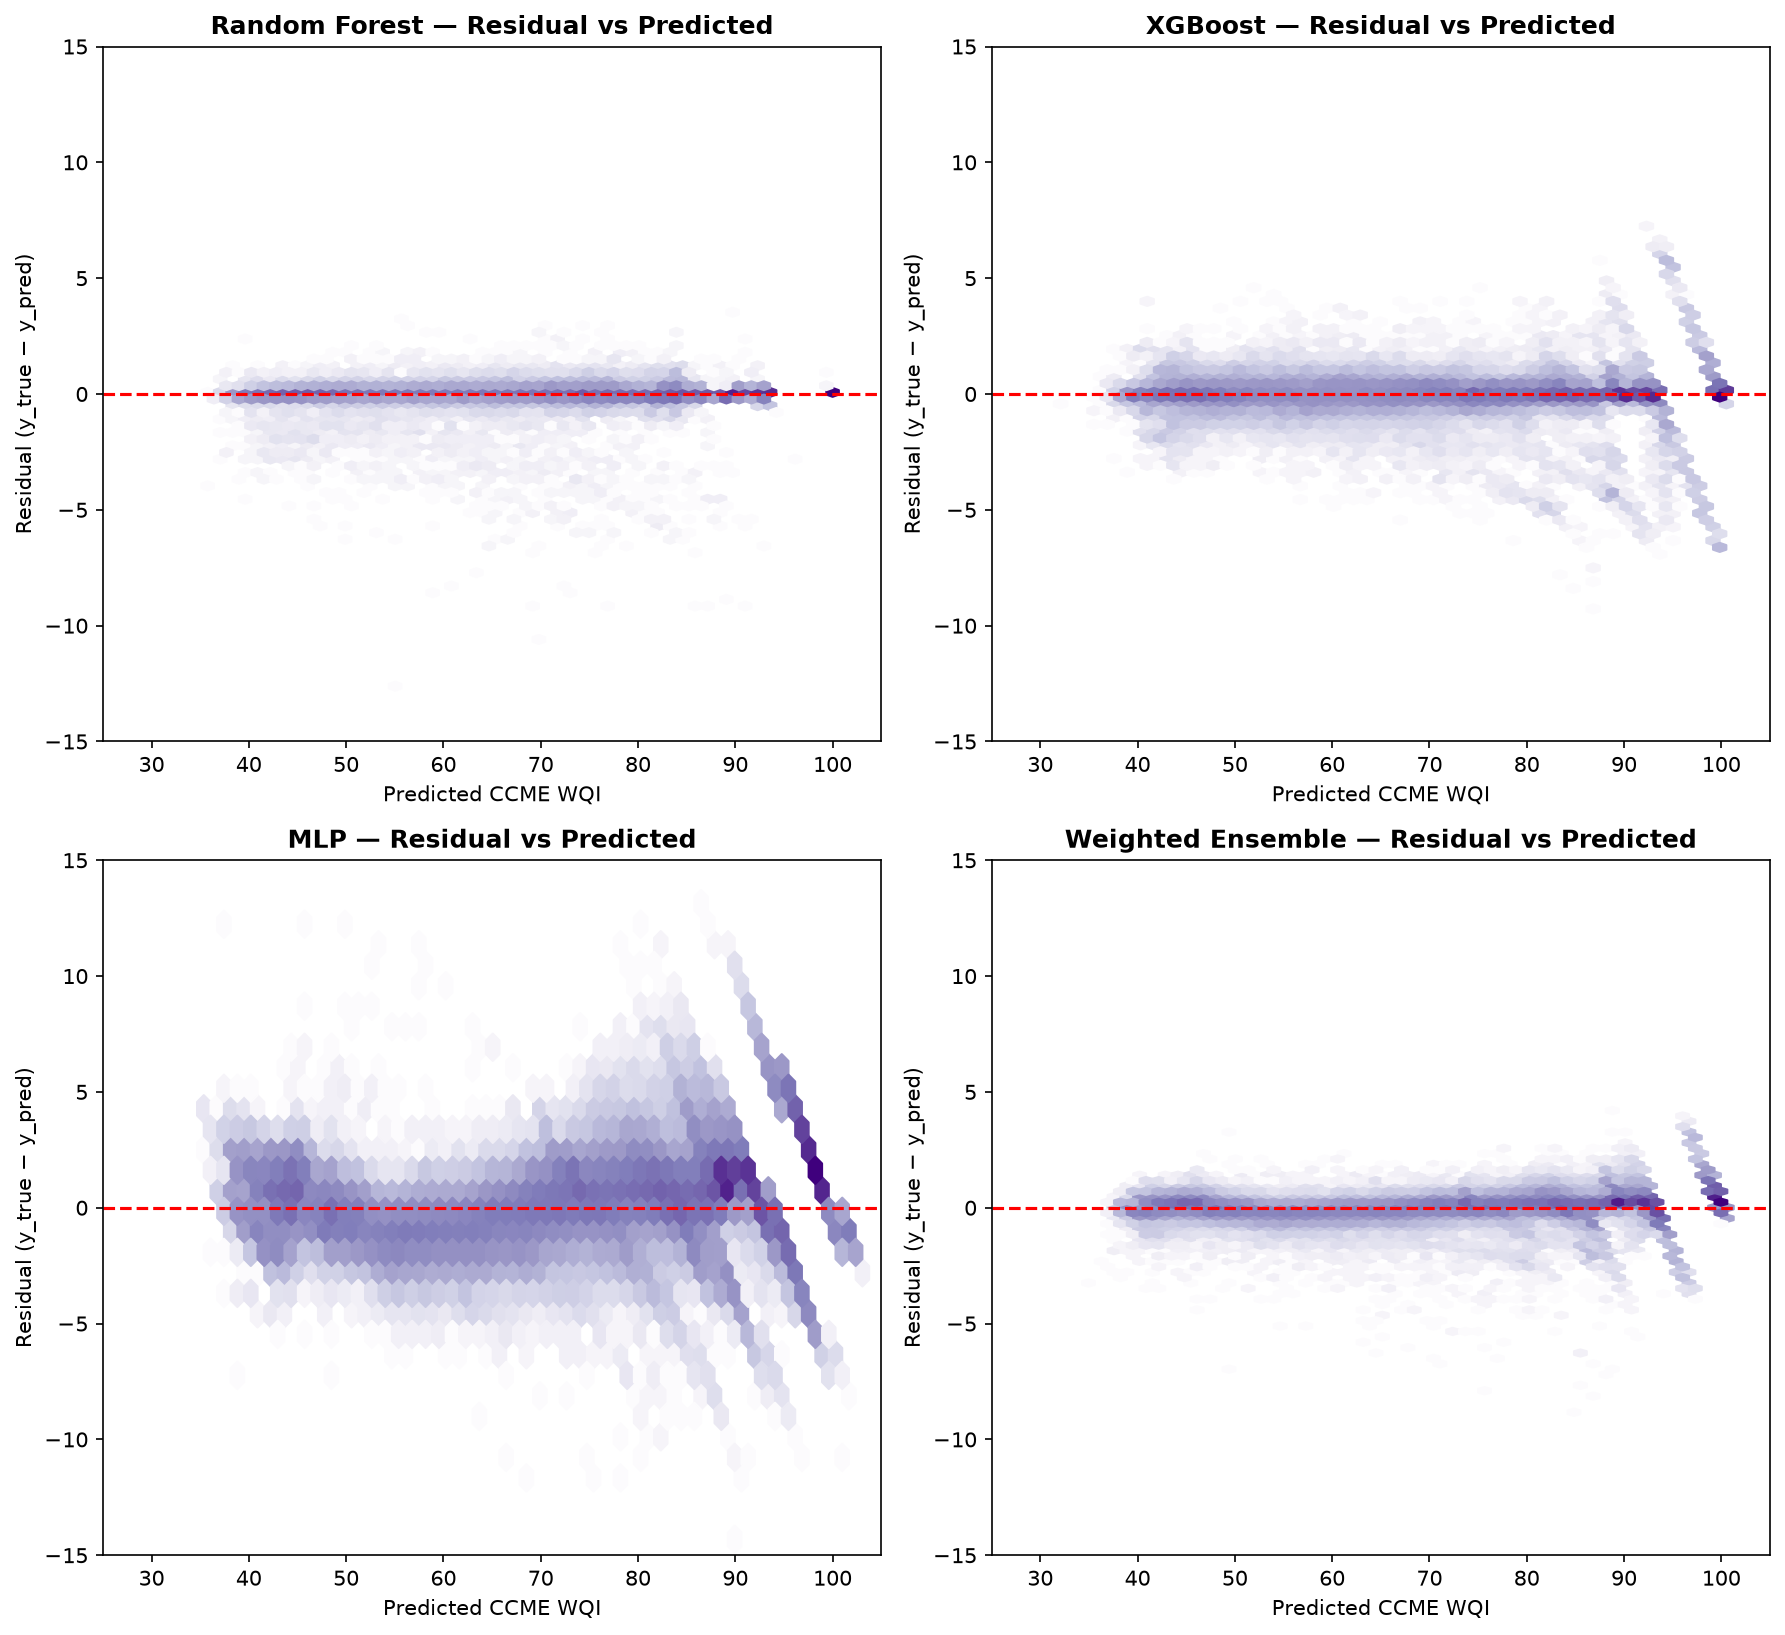 Random Forest — Residual vs Predicted
15
10
5
0
−5
−10
−15
Residual (y_true − y_pred)
30 40 50 60 70 80 90 100
Predicted CCME WQI
XGBoost — Residual vs Predicted
15
10
5
0
−5
−10
−15
Residual (y_true − y_pred)
30 40 50 60 70 80 90 100
Predicted CCME WQI
MLP — Residual vs Predicted
15
10
5
0
−5
−10
−15
Residual (y_true − y_pred)
30 40 50 60 70 80 90 100
Predicted CCME WQI
Weighted Ensemble — Residual vs Predicted
15
10
5
0
−5
−10
−15
Residual (y_true − y_pred)
30 40 50 60 70 80 90 100
Predicted CCME WQI